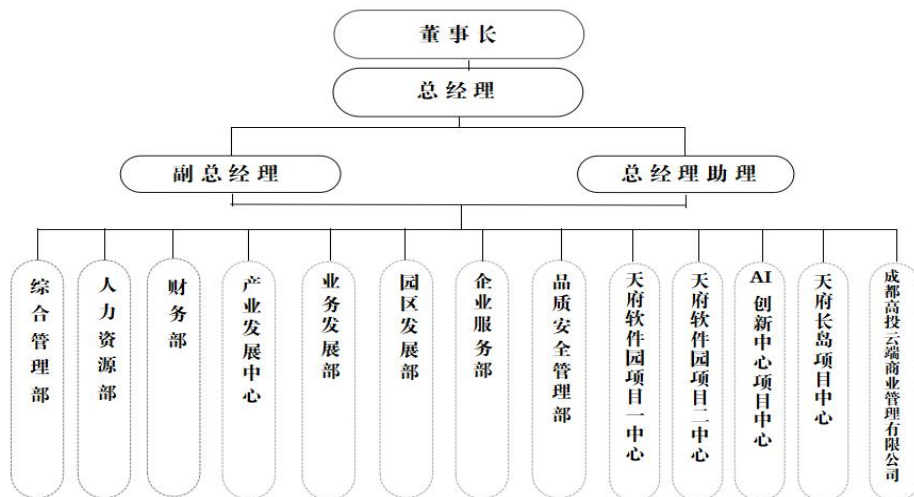 董事长
总经理
副总经理
总经理助理
综合管理部
人力资源部
财务部
产业发展中心
业务发展部
园区发展部
企业服务部
品质安全管理部
天府软件园项目一中心
天府软件园项目二中心
AI创新中心项目中心
天府长岛项目中心
成都高投云端商业管理有限公司